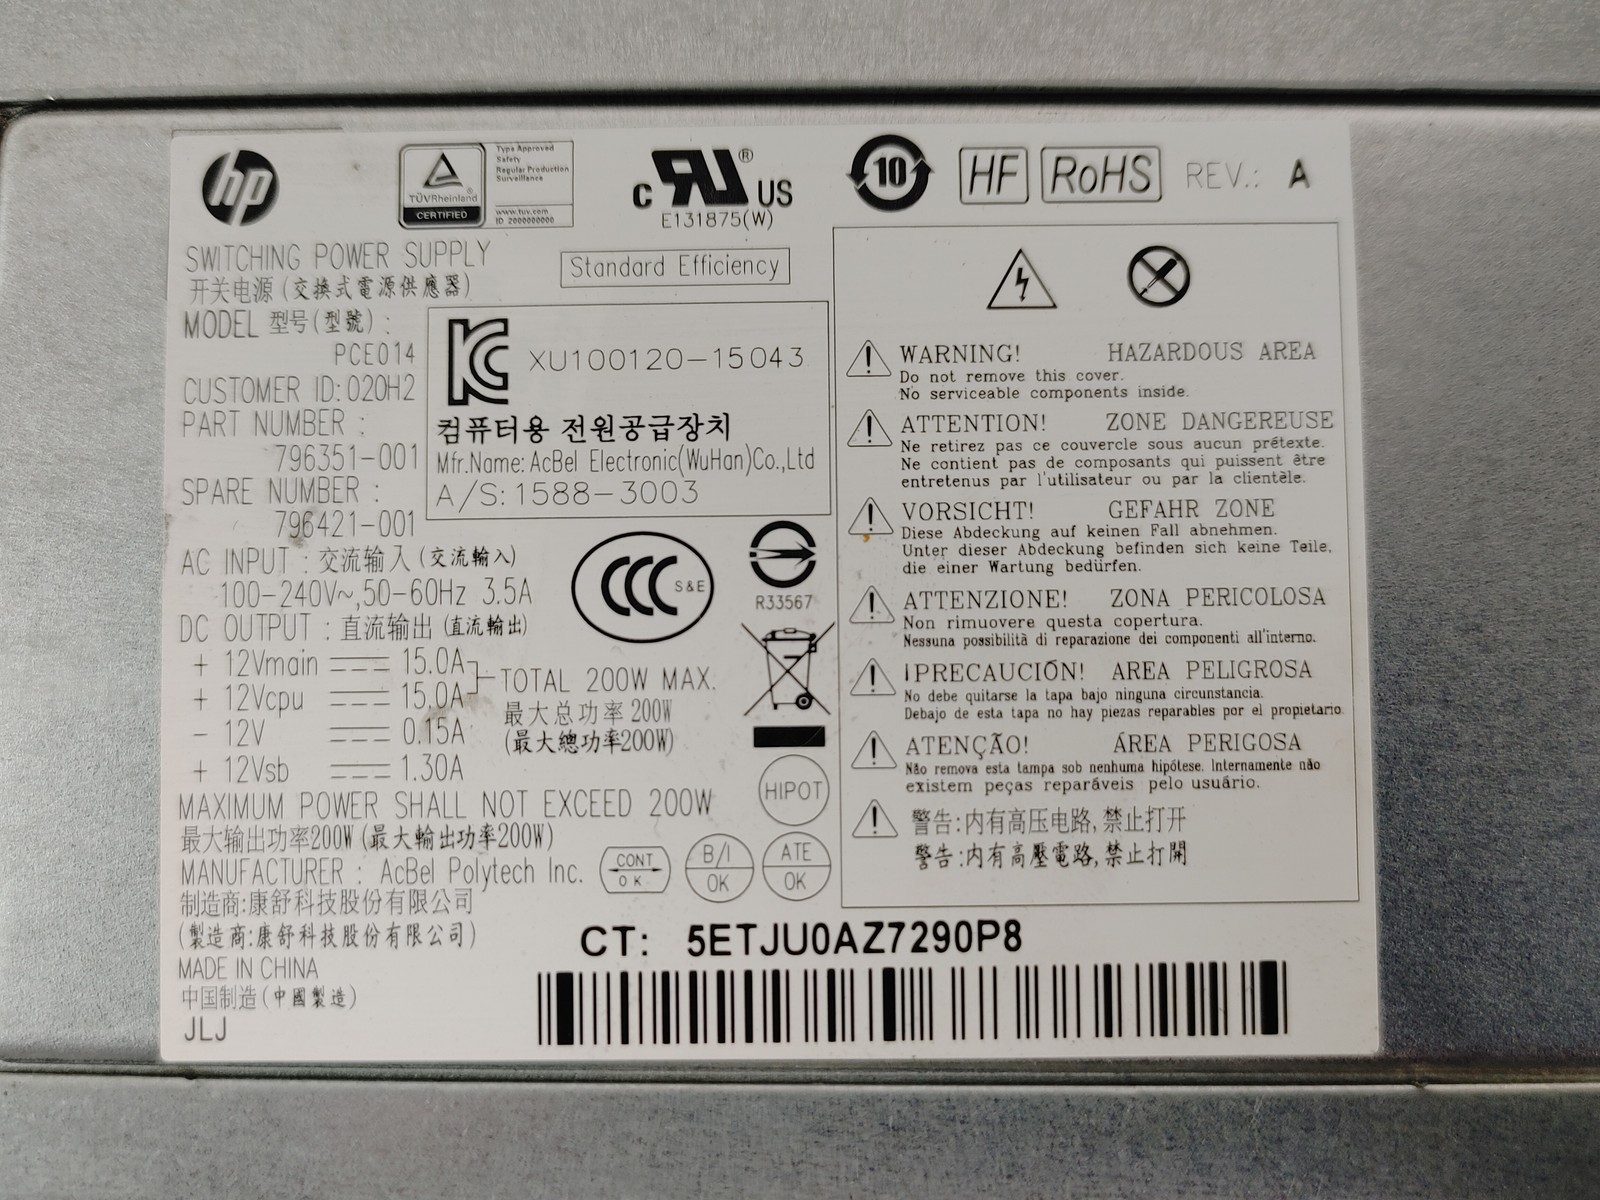 hp
TÜVRheinland
CERTIFIED
Type Approved
Safety
Regular Production
Surveillance
www.tuv.com
ID 2000000000
c RU ® US
E131875(W)
10
HF
RoHS
REV.: A
SWITCHING POWER SUPPLY
开关电源(交換式電源供應器)
Standard Efficiency
MODEL 型号(型號) :
PCE014
CUSTOMER ID: 020H2
PART NUMBER :
796351-001
SPARE NUMBER :
796421-001
XU100120-15043
컴퓨터용 전원공급장치
Mfr.Name: AcBel Electronic(WuHan)Co.,Ltd
A/S: 1588-3003
AC INPUT : 交流输入 (交流輸入)
100-240V~,50-60Hz 3.5A
DC OUTPUT : 直流输出 (直流輸出)
+ 12Vmain 15.0A
+ 12Vcpu 15.0A
- 12V 0.15A
+ 12Vsb 1.30A
TOTAL 200W MAX.
最大总功率200W
(最大總功率200W)
CCC S&E
R33567
MAXIMUM POWER SHALL NOT EXCEED 200W
最大输出功率200W (最大輸出功率200W)
MANUFACTURER : AcBel Polytech Inc.
制造商:康舒科技股份有限公司
(製造商:康舒科技股份有限公司)
MADE IN CHINA
中国制造(中國製造)
JLJ
HIPOT
CONT
OK
B/I
OK
ATE
OK
WARNING! HAZARDOUS AREA
Do not remove this cover.
No serviceable components inside.
ATTENTION! ZONE DANGEREUSE
Ne retirez pas ce couvercle sous aucun prétexte.
Ne contient pas de composants qui puissent être
entretenus par l'utilisateur ou par la clientèle.
VORSICHT! GEFAHR ZONE
Diese Abdeckung auf keinen Fall abnehmen.
Unter dieser Abdeckung befinden sich keine Teile,
die einer Wartung bedürfen.
ATTENZIONE! ZONA PERICOLOSA
Non rimuovere questa copertura.
Nessuna possibilità di reparazione dei componenti all'interno.
¡PRECAUCIÓN! AREA PELIGROSA
No debe quitarse la tapa bajo ninguna circunstancia.
Debajo de esta tapa no hay piezas reparables por el propietario
ATENÇÃO! ÁREA PERIGOSA
Não remova esta tampa sob nenhuma hipótese. Internamente não
existem peças reparáveis pelo usuário.
警告:内有高压电路,禁止打开
警告:内有高壓電路,禁止打開
CT: 5ETJU0AZ7290P8